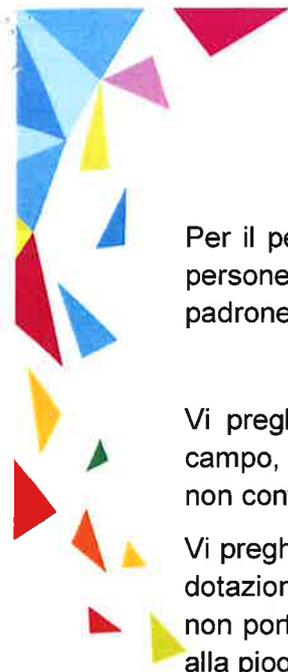 Per il pe
persone
padrone
Vi pregh
campo,
non con
Vi pregh
dotazion
non port
alla piog